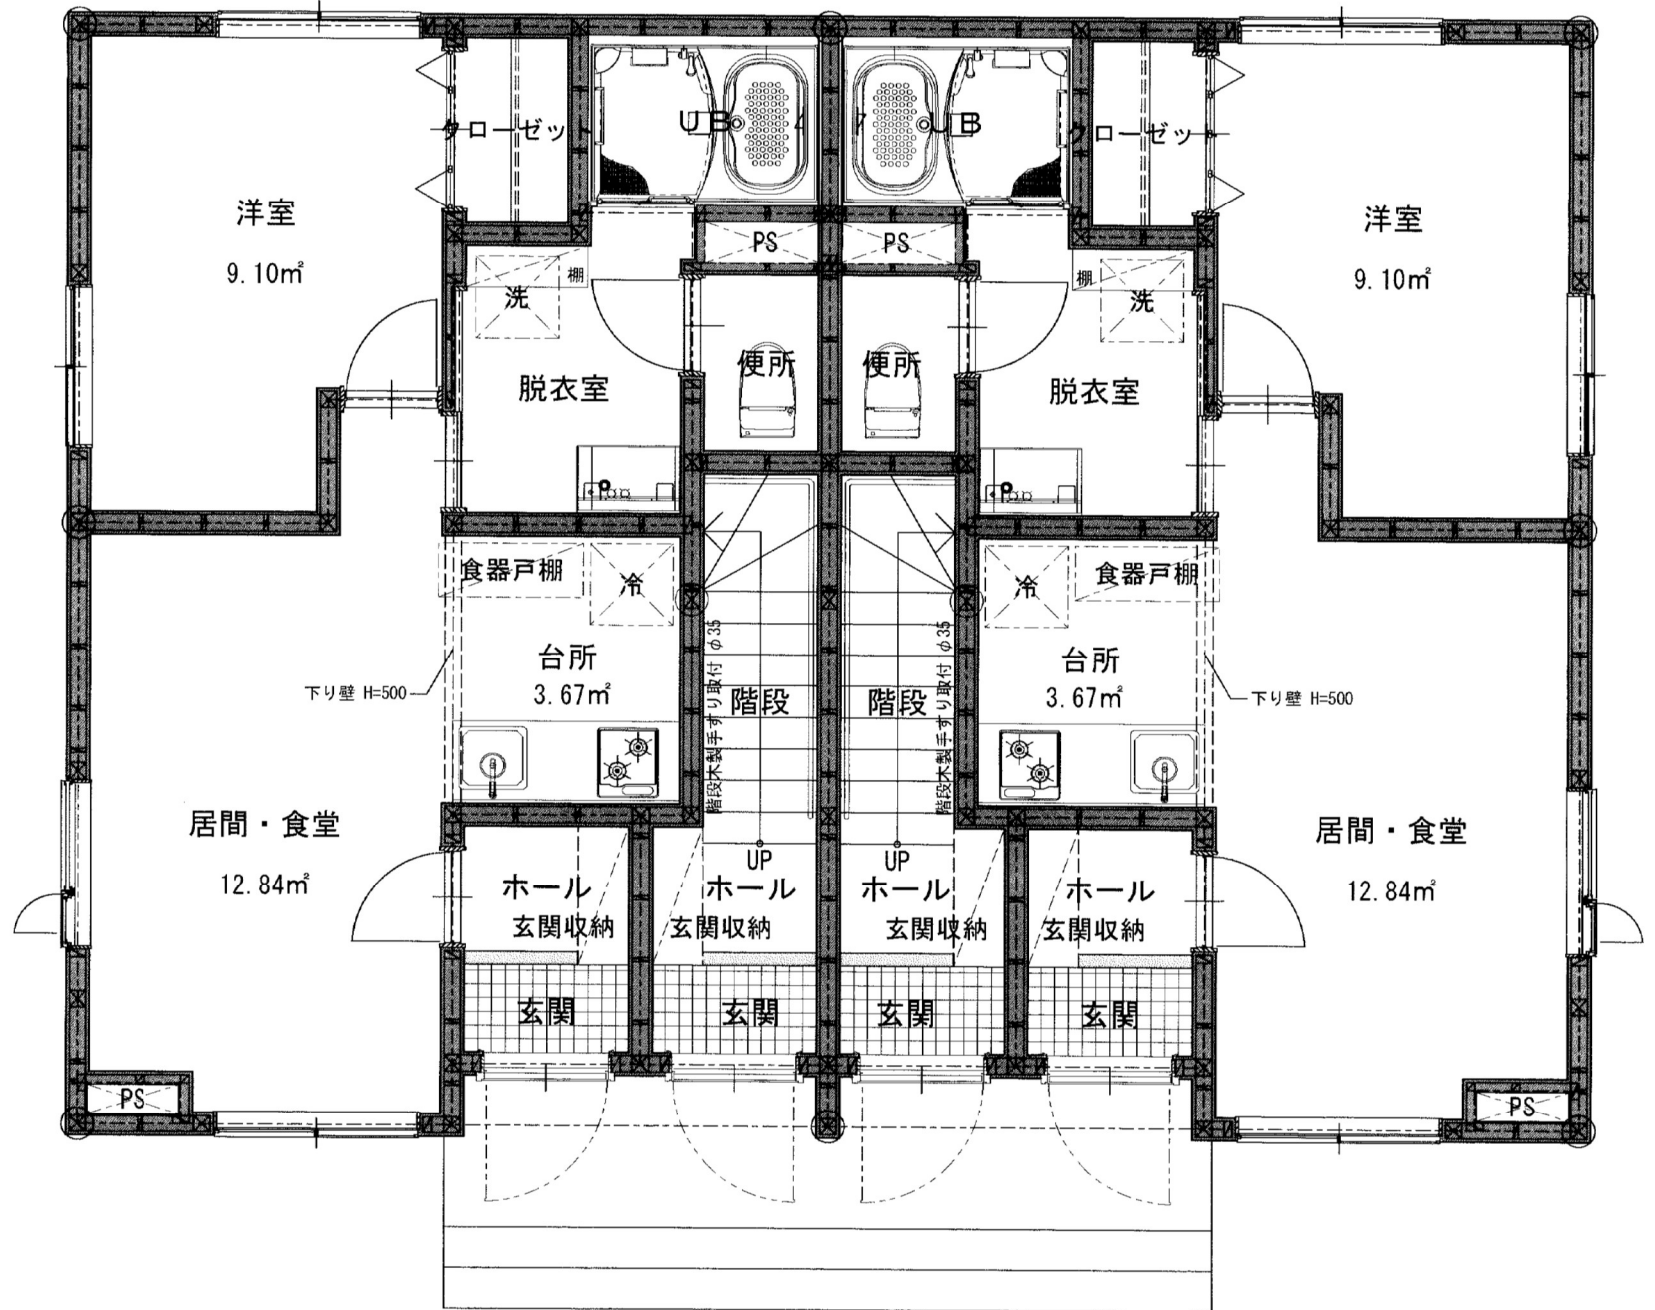 UB
UB
クローゼッ
クローゼッ
洋室
9.10㎡
洋室
9.10㎡
PS
PS
棚
棚
洗
洗
便所
便所
脱衣室
脱衣室
食器戸棚
冷
冷
食器戸棚
台所
3.67㎡
台所
3.67㎡
階段木製手すり取付 φ35
階段木製手すり取付 φ35
下り壁 H=500
下り壁 H=500
階段
階段
居間・食堂
12.84㎡
居間・食堂
12.84㎡
UP
UP
ホール
ホール
ホール
ホール
玄関収納
玄関収納
玄関収納
玄関収納
玄関
玄関
玄関
玄関
PS
PS